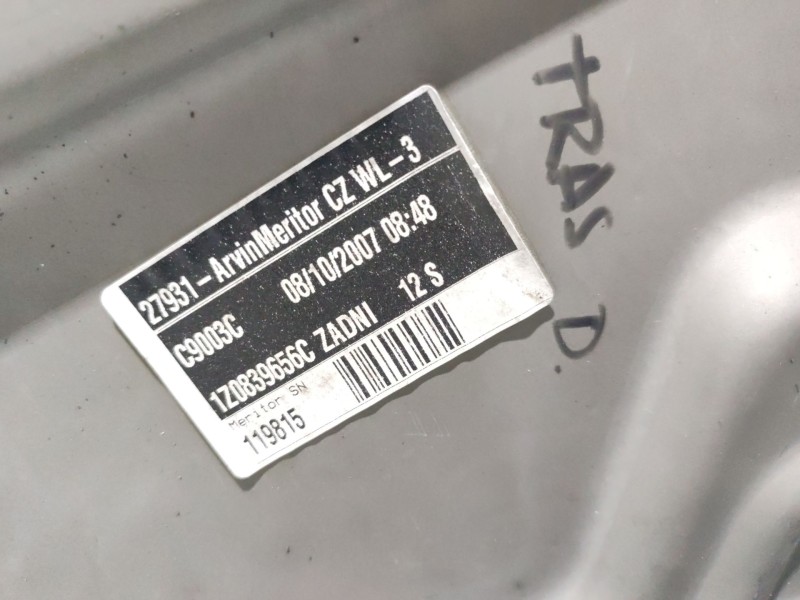 27931-ArvinMeritor CZ WL-3
C9003C 08/10/2007 08:48
1Z0839656C ZADNI 12 S
Meritor SN
119815
TRAS D.